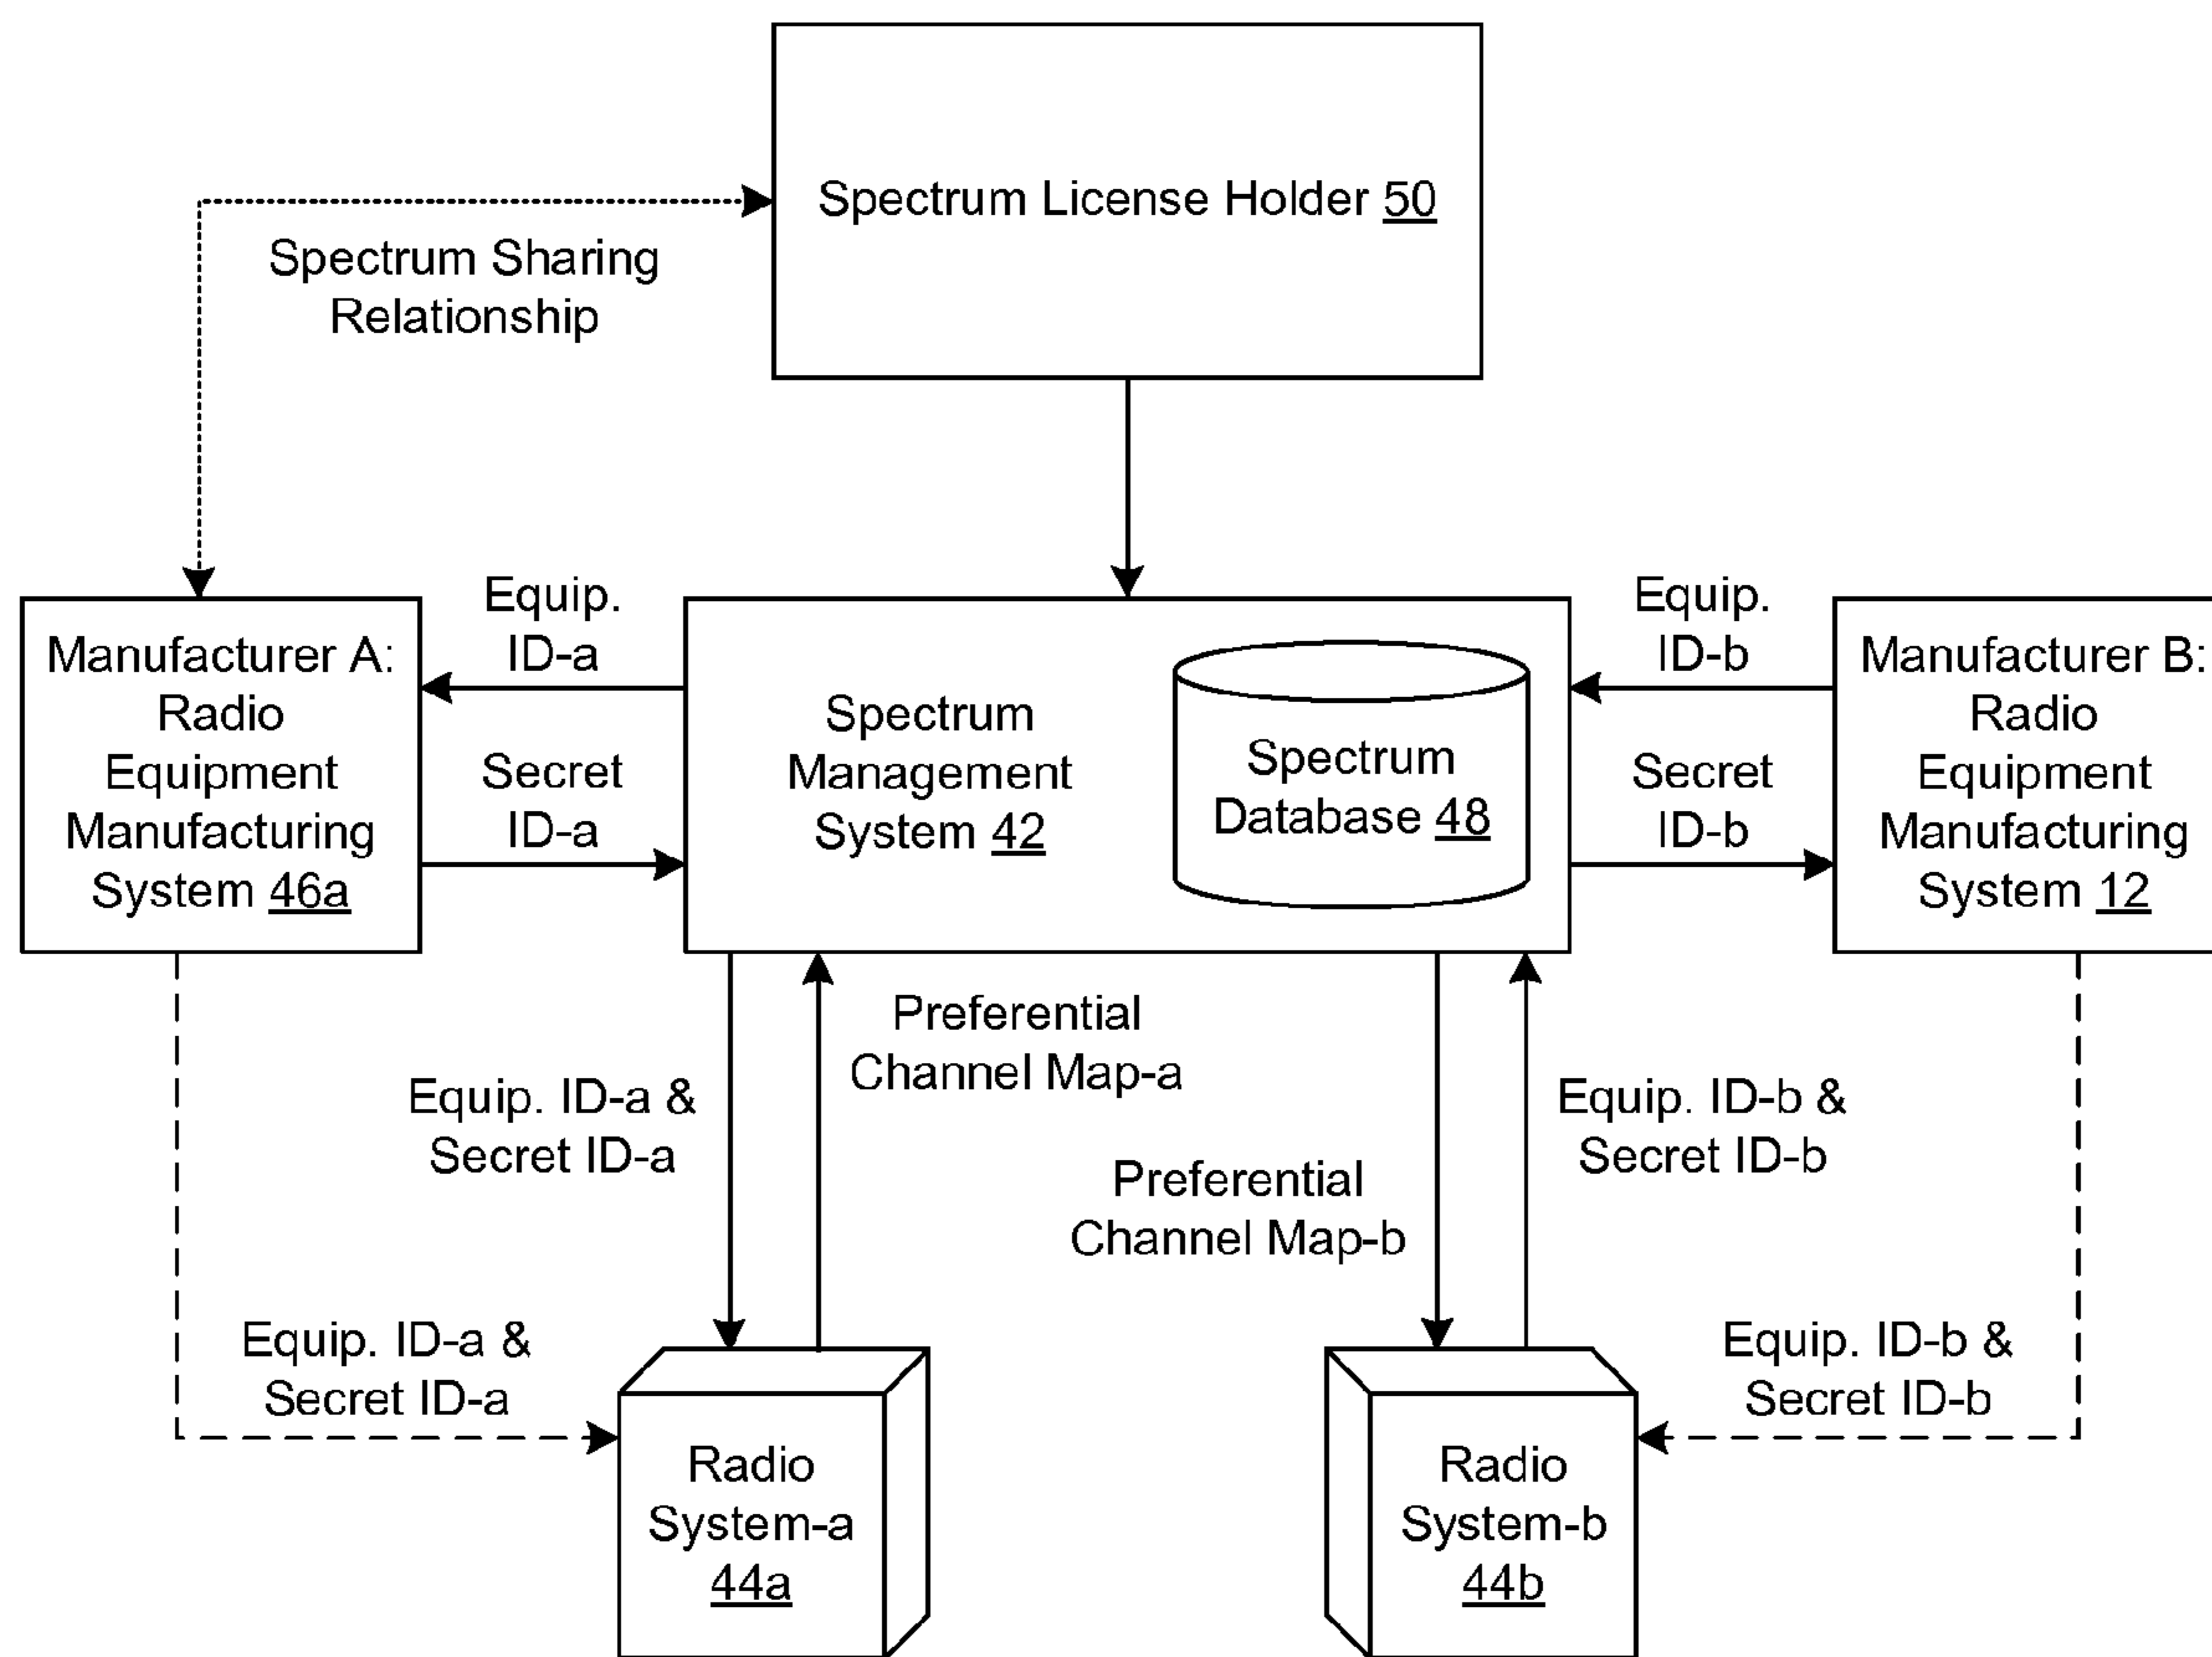 Spectrum License Holder 50
Spectrum Sharing
Relationship
Manufacturer A:
Radio
Equipment
Manufacturing
System 46a
Equip.
ID-a
Secret
ID-a
Spectrum
Management
System 42
Spectrum
Database 48
Equip.
ID-b
Secret
ID-b
Manufacturer B:
Radio
Equipment
Manufacturing
System 12
Equip. ID-a &
Secret ID-a
Preferential
Channel Map-a
Preferential
Channel Map-b
Equip. ID-b &
Secret ID-b
Equip. ID-a &
Secret ID-a
Equip. ID-b &
Secret ID-b
Radio
System-a
44a
Radio
System-b
44b